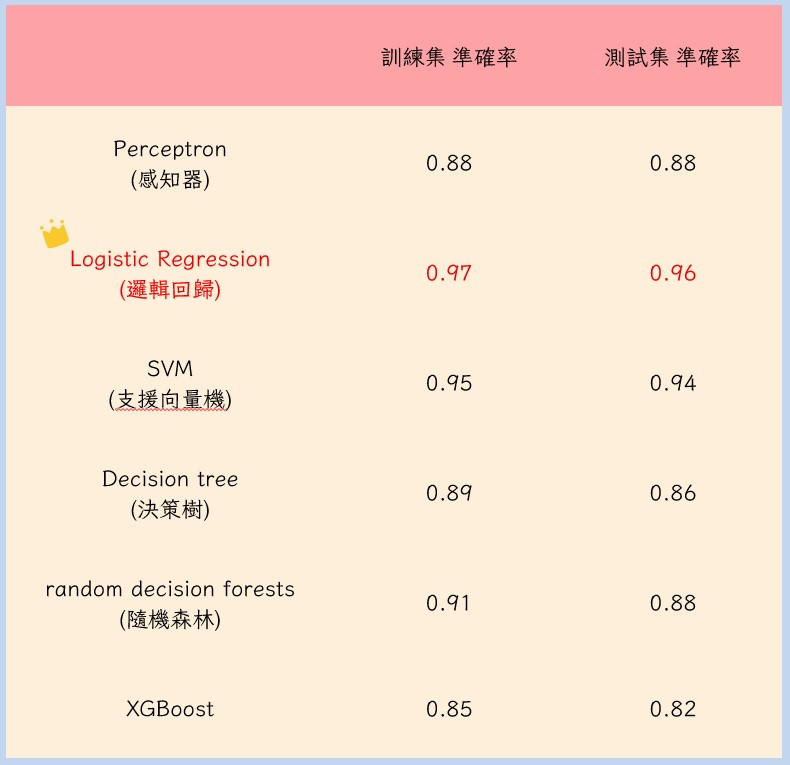 訓練集 準確率 測試集 準確率
Perceptron
(感知器)
0.88 0.88
Logistic Regression
(邏輯回歸)
0.97 0.96
SVM
(支援向量機)
0.95 0.94
Decision tree
(決策樹)
0.89 0.86
random decision forests
(隨機森林)
0.91 0.88
XGBoost 0.85 0.82